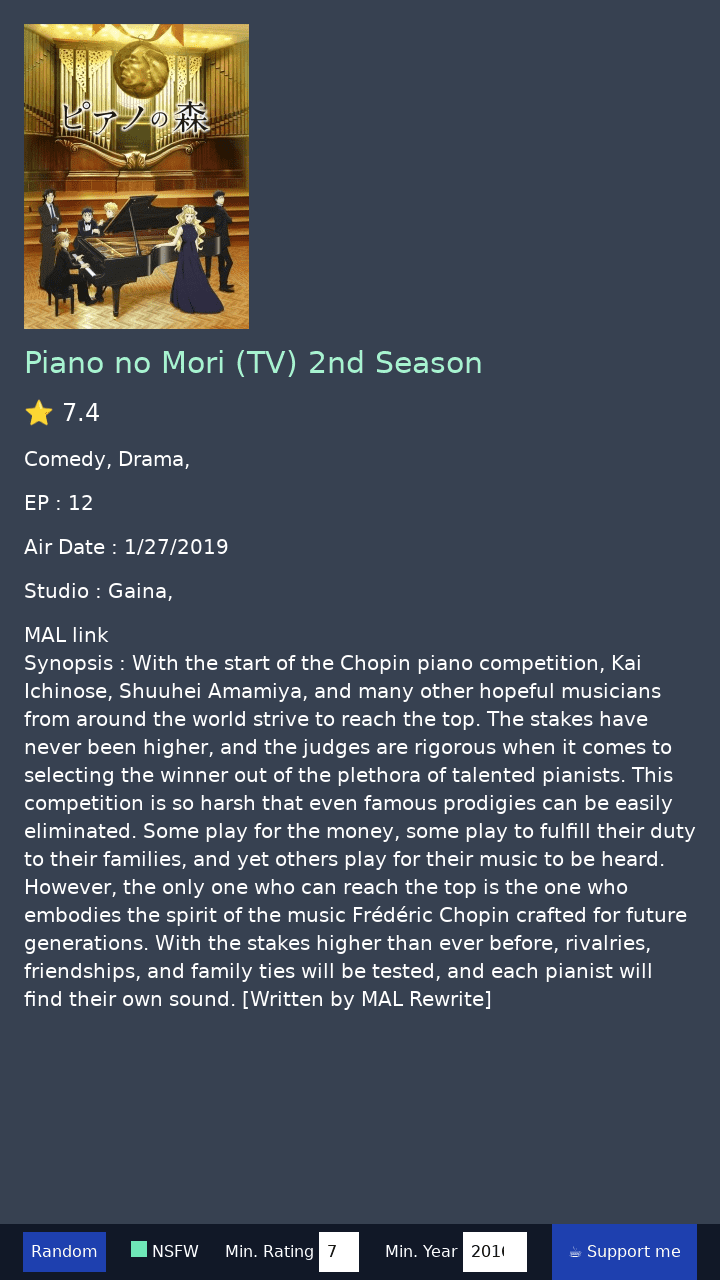 ピアノの森
Piano no Mori (TV) 2nd Season
⭐ 7.4
Comedy, Drama,
EP : 12
Air Date : 1/27/2019
Studio : Gaina,
MAL link
Synopsis : With the start of the Chopin piano competition, Kai
Ichinose, Shuuhei Amamiya, and many other hopeful musicians
from around the world strive to reach the top. The stakes have
never been higher, and the judges are rigorous when it comes to
selecting the winner out of the plethora of talented pianists. This
competition is so harsh that even famous prodigies can be easily
eliminated. Some play for the money, some play to fulfill their duty
to their families, and yet others play for their music to be heard.
However, the only one who can reach the top is the one who
embodies the spirit of the music Frédéric Chopin crafted for future
generations. With the stakes higher than ever before, rivalries,
friendships, and family ties will be tested, and each pianist will
find their own sound. [Written by MAL Rewrite]
Random NSFW Min. Rating 7 Min. Year 2016 ☕ Support me